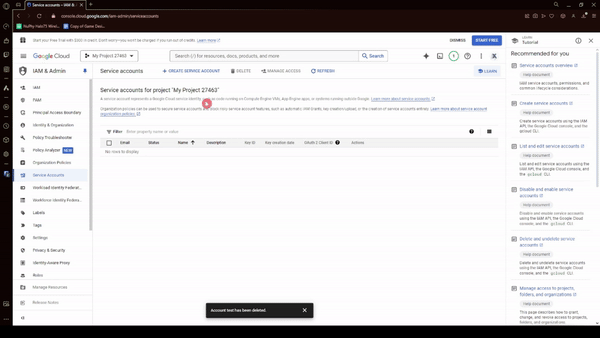 Service accounts – IAM & A
console.cloud.google.com/iam-admin/serviceaccounts
Copy of Game Des
Start your Free Trial with $300 in credit. Don't worry—you won't be charged if you run out of credits. Learn more
DISMISS
START FREE
Google Cloud
My Project 27463
Search (/) for resources, docs, products, and more
Search
1
IAM & Admin
IAM
PAM
Principal Access Boundary
Identity & Organization
Policy Troubleshooter
Policy Analyzer NEW
Organization Policies
Service Accounts
Workload Identity Federat...
Workforce Identity Federa...
Labels
Tags
Settings
Privacy & Security
Identity-Aware Proxy
Roles
Manage Resources
Release Notes
Service accounts
CREATE SERVICE ACCOUNT
DELETE
MANAGE ACCESS
REFRESH
LEARN
Service accounts for project "My Project 27463"
A service account represents a Google Cloud service identity, such as code running on Compute Engine VMs, App Engine apps, or systems running outside Google. Learn more about service accounts.
Organization policies can be used to secure service accounts and block risky service account features, such as automatic IAM Grants, key creation/upload, or the creation of service accounts entirely. Learn more about service account
organization policies.
Filter Enter property name or value
Email
Status
Name
Description
Key ID
Key creation date
OAuth 2 Client ID
Actions
No rows to display
Account test has been deleted.
LEARN
Tutorial
Recommended for you
Service accounts overview
Help document
IAM service accounts, permissions, and
common lifecycle considerations.
Create service accounts
Help document
Create service accounts using the
IAM API, the Google Cloud console,
and the gcloud CLI.
List and edit service accounts
Help document
List and edit service accounts using
the IAM API, the Google Cloud
console, and the gcloud CLI.
Disable and enable service
accounts
Help document
Disable and enable service accounts
using the IAM API, the Google Cloud
console, and the gcloud CLI.
Delete and undelete service
accounts
Help document
Delete and undelete service accounts
using the IAM API, the Google Cloud
console, and the gcloud CLI.
Manage access to projects,
folders, and organizations
Help document
This page describes how to grant,
change, and revoke access to projects,
folders, and organizations.